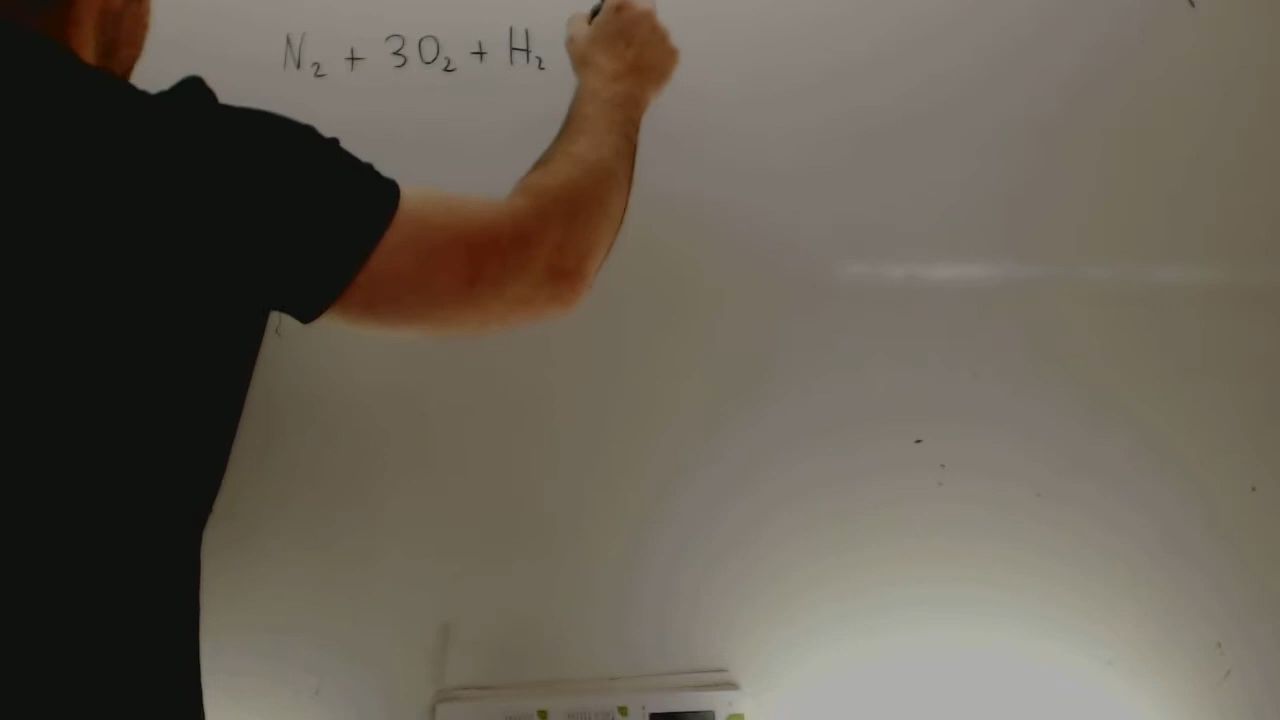 N₂ + 3O₂ + H₂